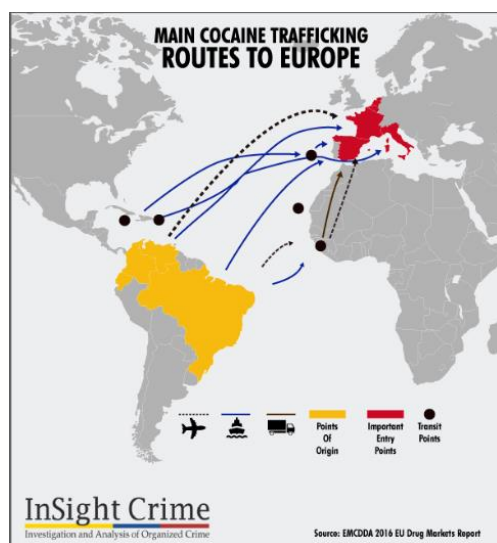 MAIN COCAINE TRAFFICKING
ROUTES TO EUROPE
Points
Of
Origin
Important
Entry
Points
Transit
Points
InSight Crime
Investigation and Analysis of Organized Crime
Source: EMCDDA 2016 EU Drug Markets Report